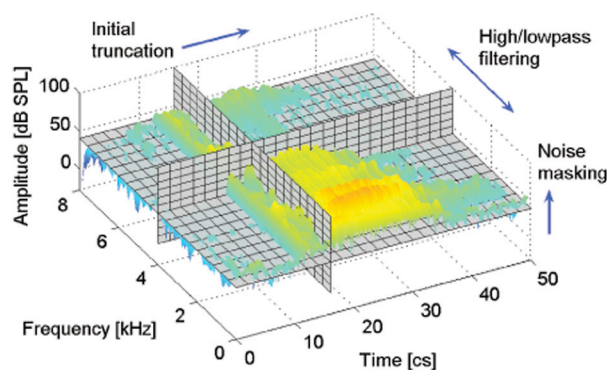 Initial
truncation
High/lowpass
filtering
Noise
masking
Amplitude [dB SPL]
100
50
0
8
6
4
2
0
Frequency [kHz]
0
10
20
30
40
50
Time [cs]